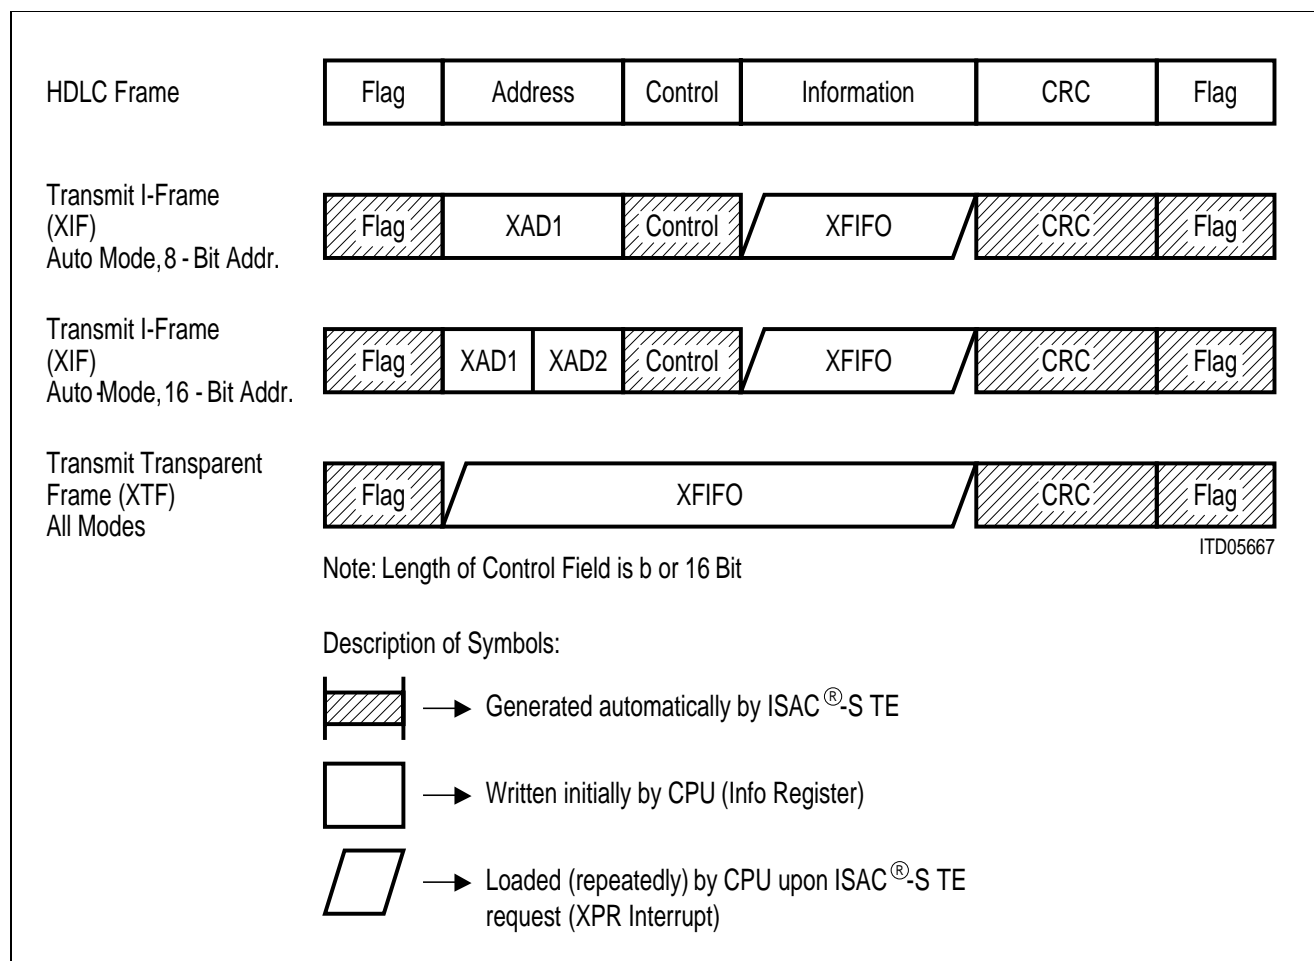 HDLC Frame
Flag Address Control Information CRC Flag
Transmit I-Frame
(XIF)
Auto Mode, 8 - Bit Addr.
Flag XAD1 Control XFIFO CRC Flag
Transmit I-Frame
(XIF)
Auto-Mode, 16 - Bit Addr.
Flag XAD1 XAD2 Control XFIFO CRC Flag
Transmit Transparent
Frame (XTF)
All Modes
Flag XFIFO CRC Flag
ITD05667
Note: Length of Control Field is b or 16 Bit
Description of Symbols:
Generated automatically by ISAC®-S TE
Written initially by CPU (Info Register)
Loaded (repeatedly) by CPU upon ISAC®-S TE
request (XPR Interrupt)